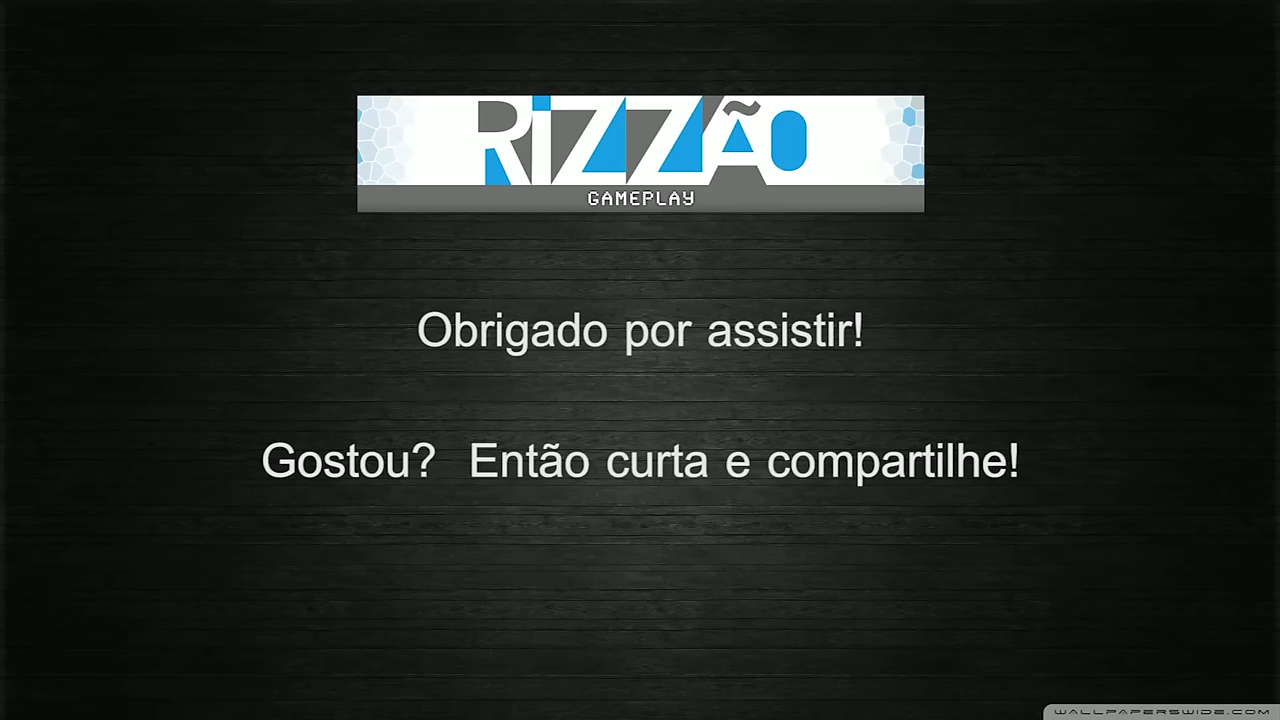 RIZZÃO
GAMEPLAY
Obrigado por assistir!
Gostou?  Então curta e compartilhe!
WALLPAPERSWIDE.COM